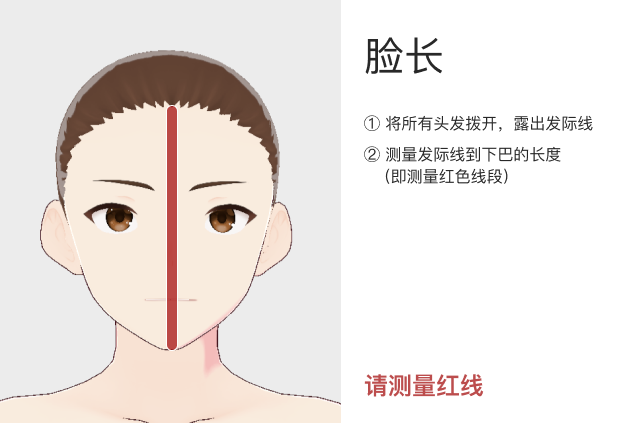 脸长
① 将所有头发拨开，露出发际线
② 测量发际线到下巴的长度
（即测量红色线段）
请测量红线